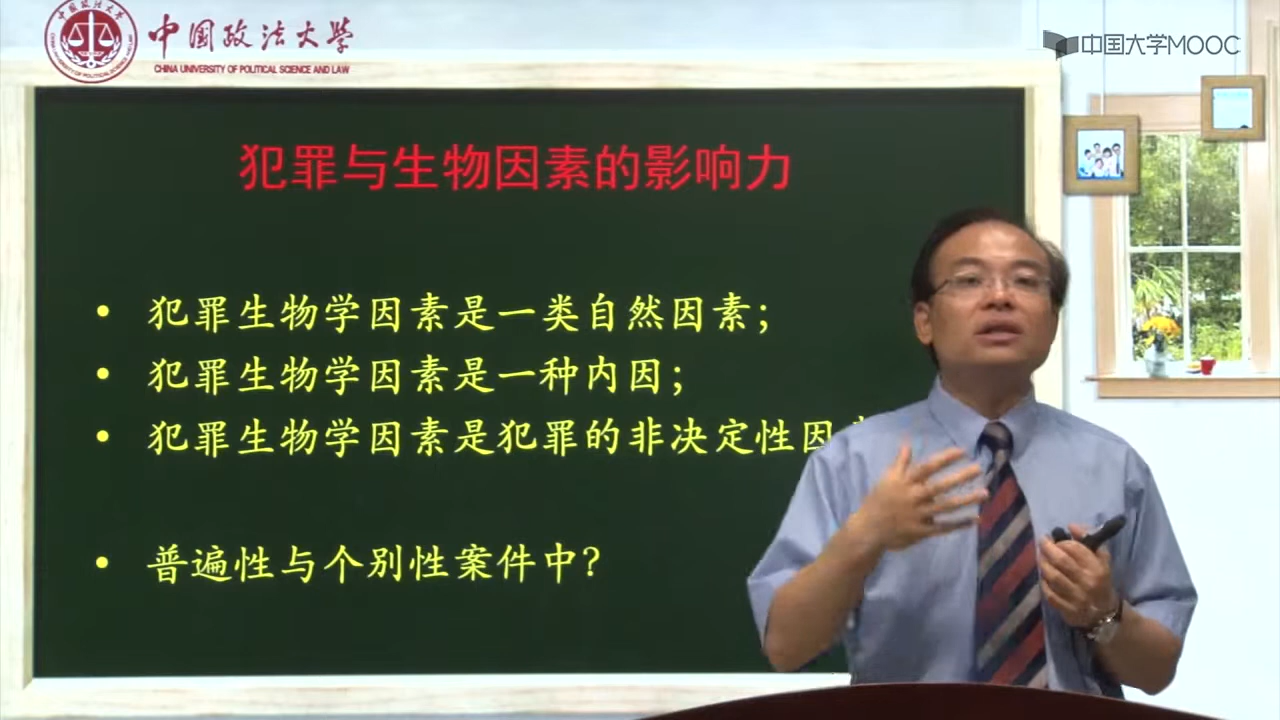 中国政法大学
CHINA UNIVERSITY OF POLITICAL SCIENCE AND LAW
中国大学MOOC
犯罪与生物因素的影响力
• 犯罪生物学因素是一类自然因素；
• 犯罪生物学因素是一种内因；
• 犯罪生物学因素是犯罪的非决定性因
• 普遍性与个别性案件中？